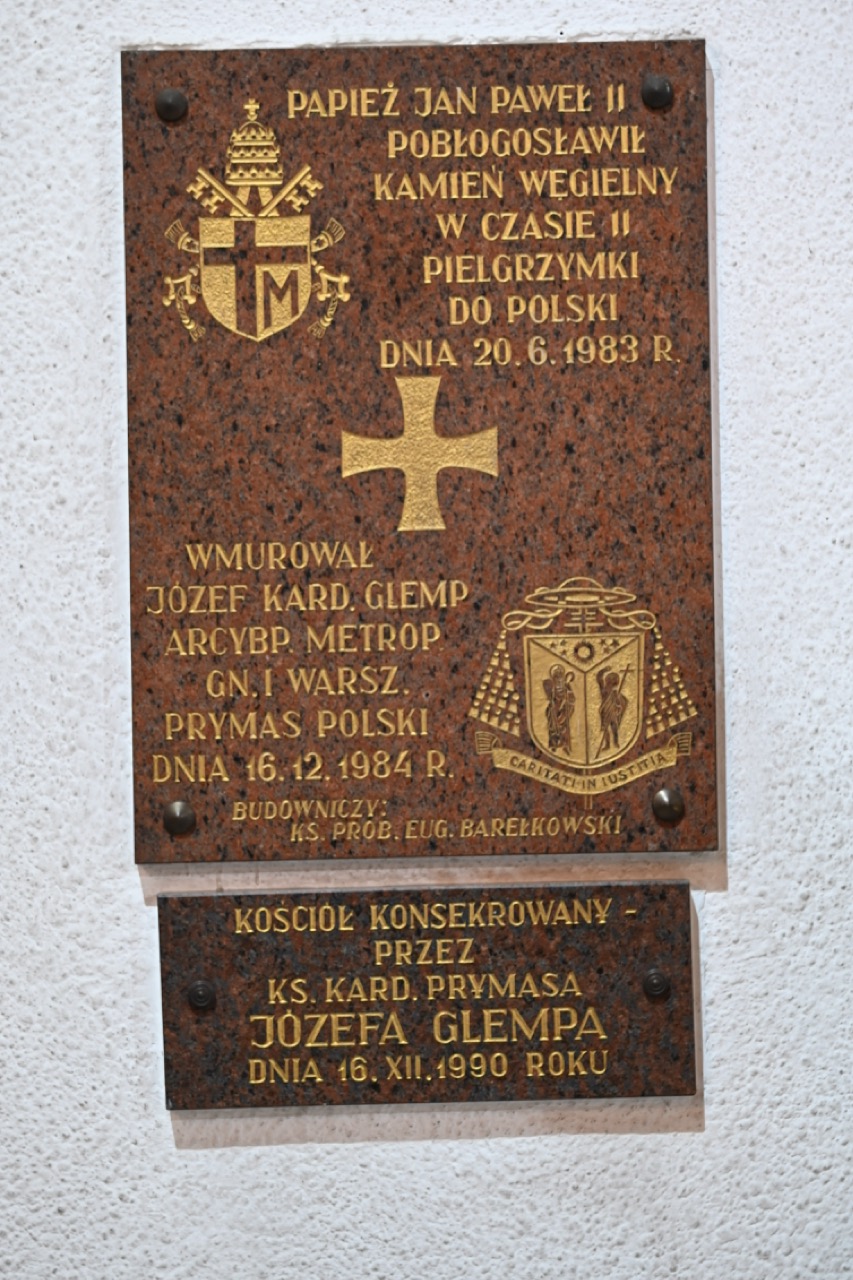 PAPIEŻ JAN PAWEŁ II
POBŁOGOSŁAWIŁ
KAMIEŃ WĘGIELNY
W CZASIE II
PIELGRZYMKI
DO POLSKI
DNIA 20.6.1983 R.
M
WMUROWAŁ
JÓZEF KARD. GLEMP
ARCYBP. METROP
GN. I WARSZ.
PRYMAS POLSKI
DNIA 16.12.1984 R.
CARITATI·IN IUSTITIA
BUDOWNICZY:
KS. PROB. EUG. BAREŁKOWSKI
KOŚCIÓŁ KONSEKROWANY -
PRZEZ
KS. KARD. PRYMASA
JÓZEFA GLEMPA
DNIA 16.XII.1990 ROKU